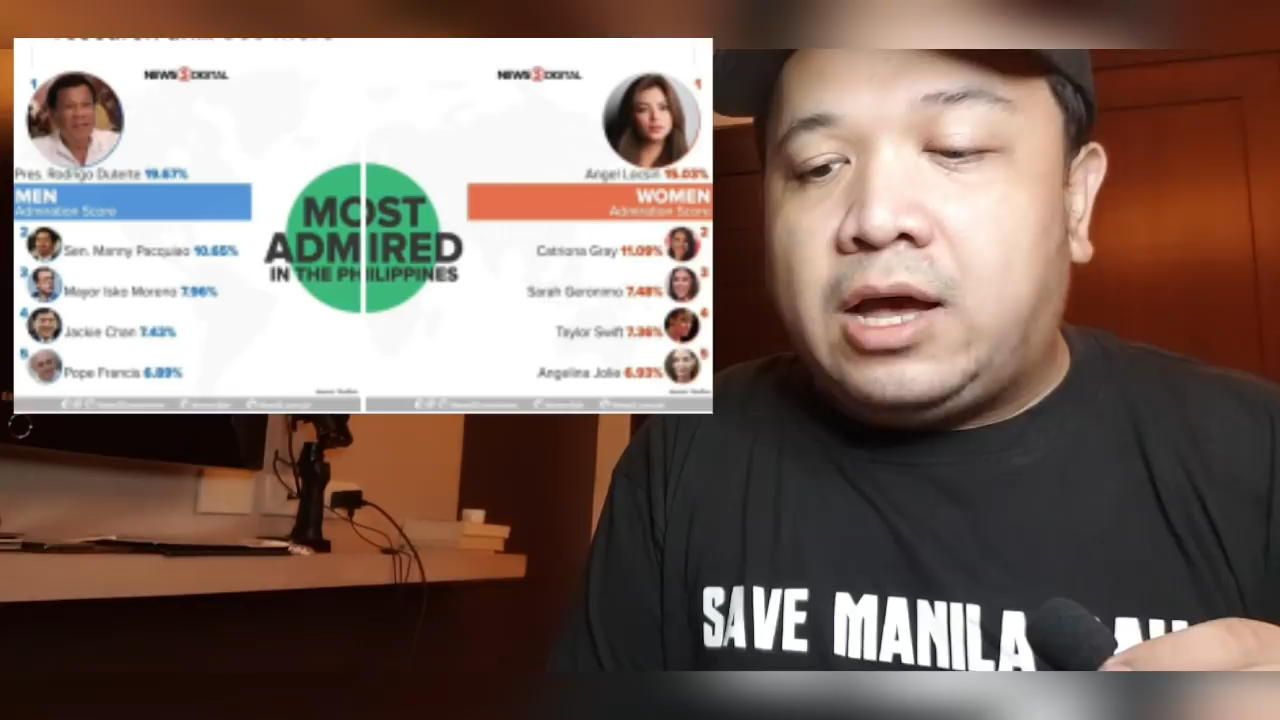 NEWS5DIGITAL
NEWS5DIGITAL
1
1
Pres. Rodrigo Duterte 19.67%
Angel Locsin 15.03%
MEN
Admiration Score
WOMEN
Admiration Score
MOST
ADMIRED
IN THE PHILIPPINES
2
Sen. Manny Pacquiao 10.65%
3
Mayor Isko Moreno 7.96%
4
Jackie Chan 7.43%
5
Pope Francis 6.89%
Catriona Gray 11.09%
2
Sarah Geronimo 7.48%
3
Taylor Swift 7.36%
4
Angelina Jolie 6.93%
5
SAVE MANILA